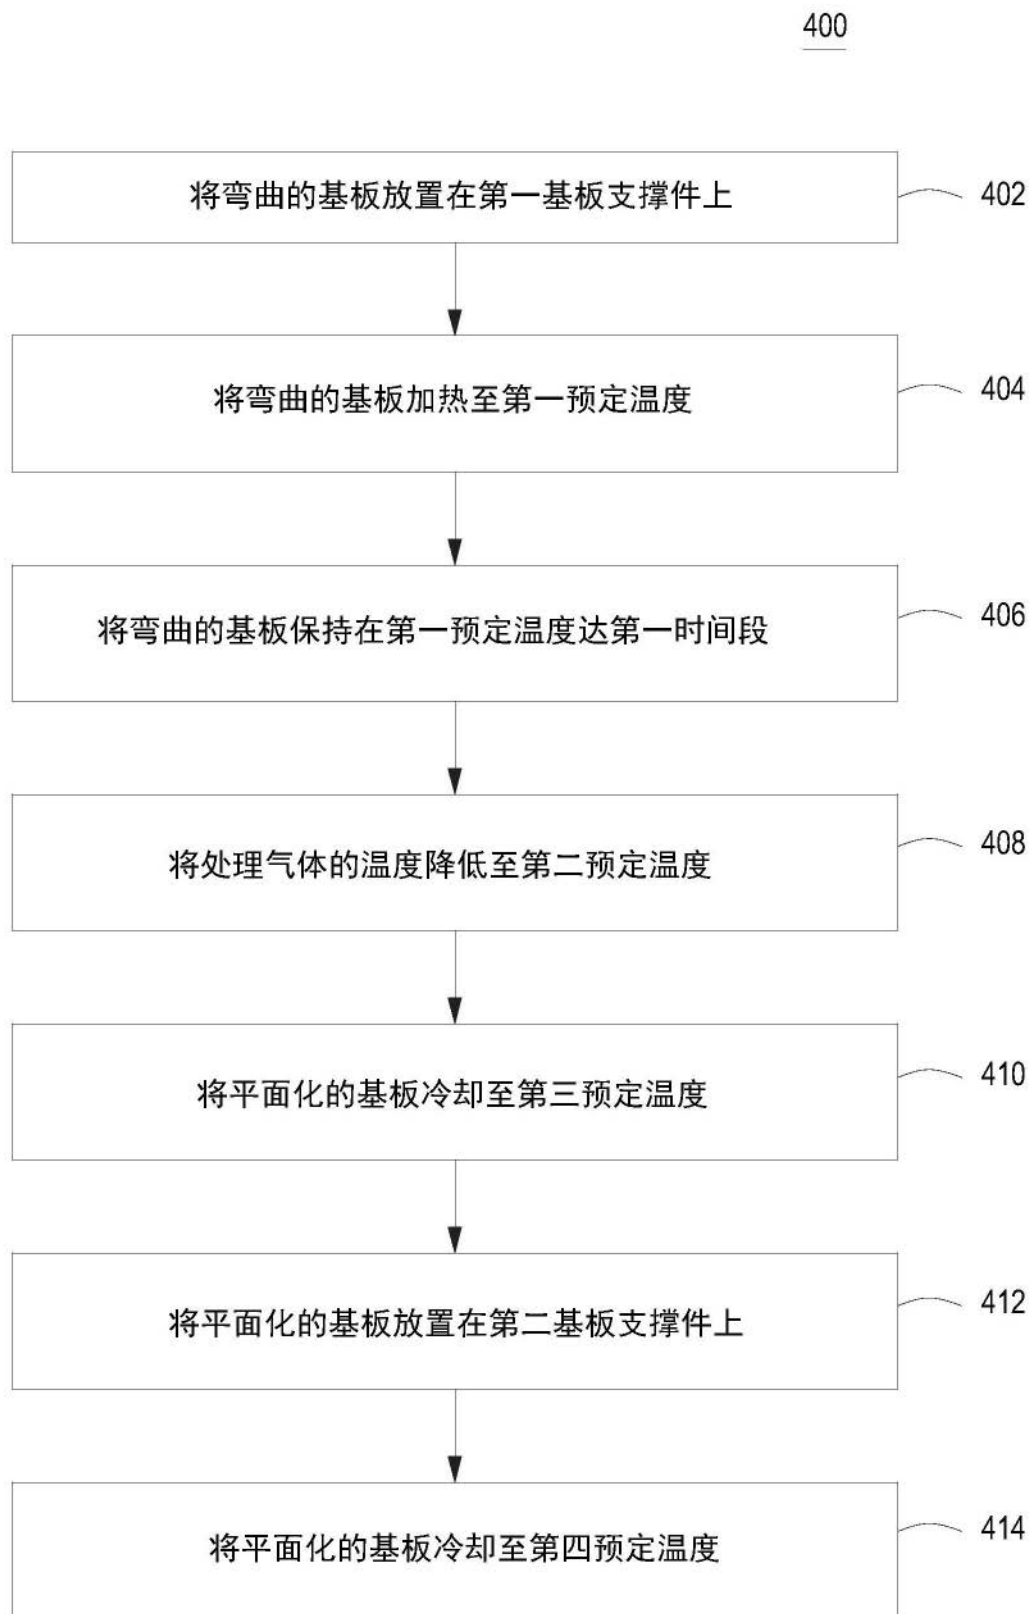 400
将弯曲的基板放置在第一基板支撑件上
402
将弯曲的基板加热至第一预定温度
404
将弯曲的基板保持在第一预定温度达第一时间段
406
将处理气体的温度降低至第二预定温度
408
将平面化的基板冷却至第三预定温度
410
将平面化的基板放置在第二基板支撑件上
412
将平面化的基板冷却至第四预定温度
414